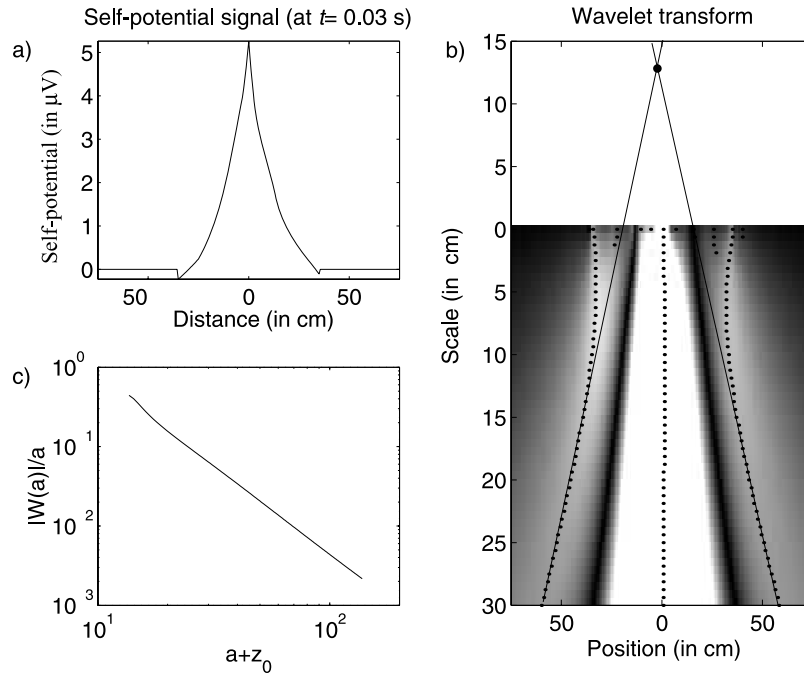 Self-potential signal (at t= 0.03 s)
Wavelet transform
a)
Self-potential (in μV)
5
4
3
2
1
0
50
0
50
Distance (in cm)
b)
15
10
5
0
5
10
15
20
25
30
Scale (in cm)
50
0
50
Position (in cm)
c)
|W(a)|/a
10^0
10^1
10^2
10^3
10^1
10^2
a+z_0